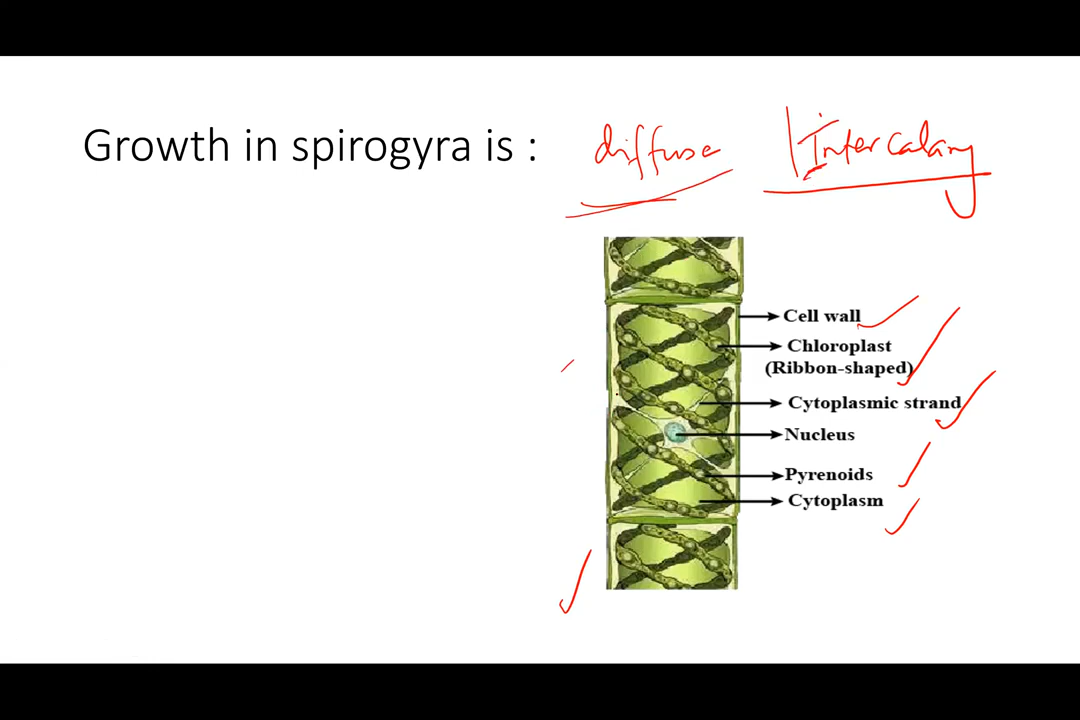 Growth in spirogyra is : diffuse Intercalary
Cell wall
Chloroplast
(Ribbon-shaped)
Cytoplasmic strand
Nucleus
Pyrenoids
Cytoplasm